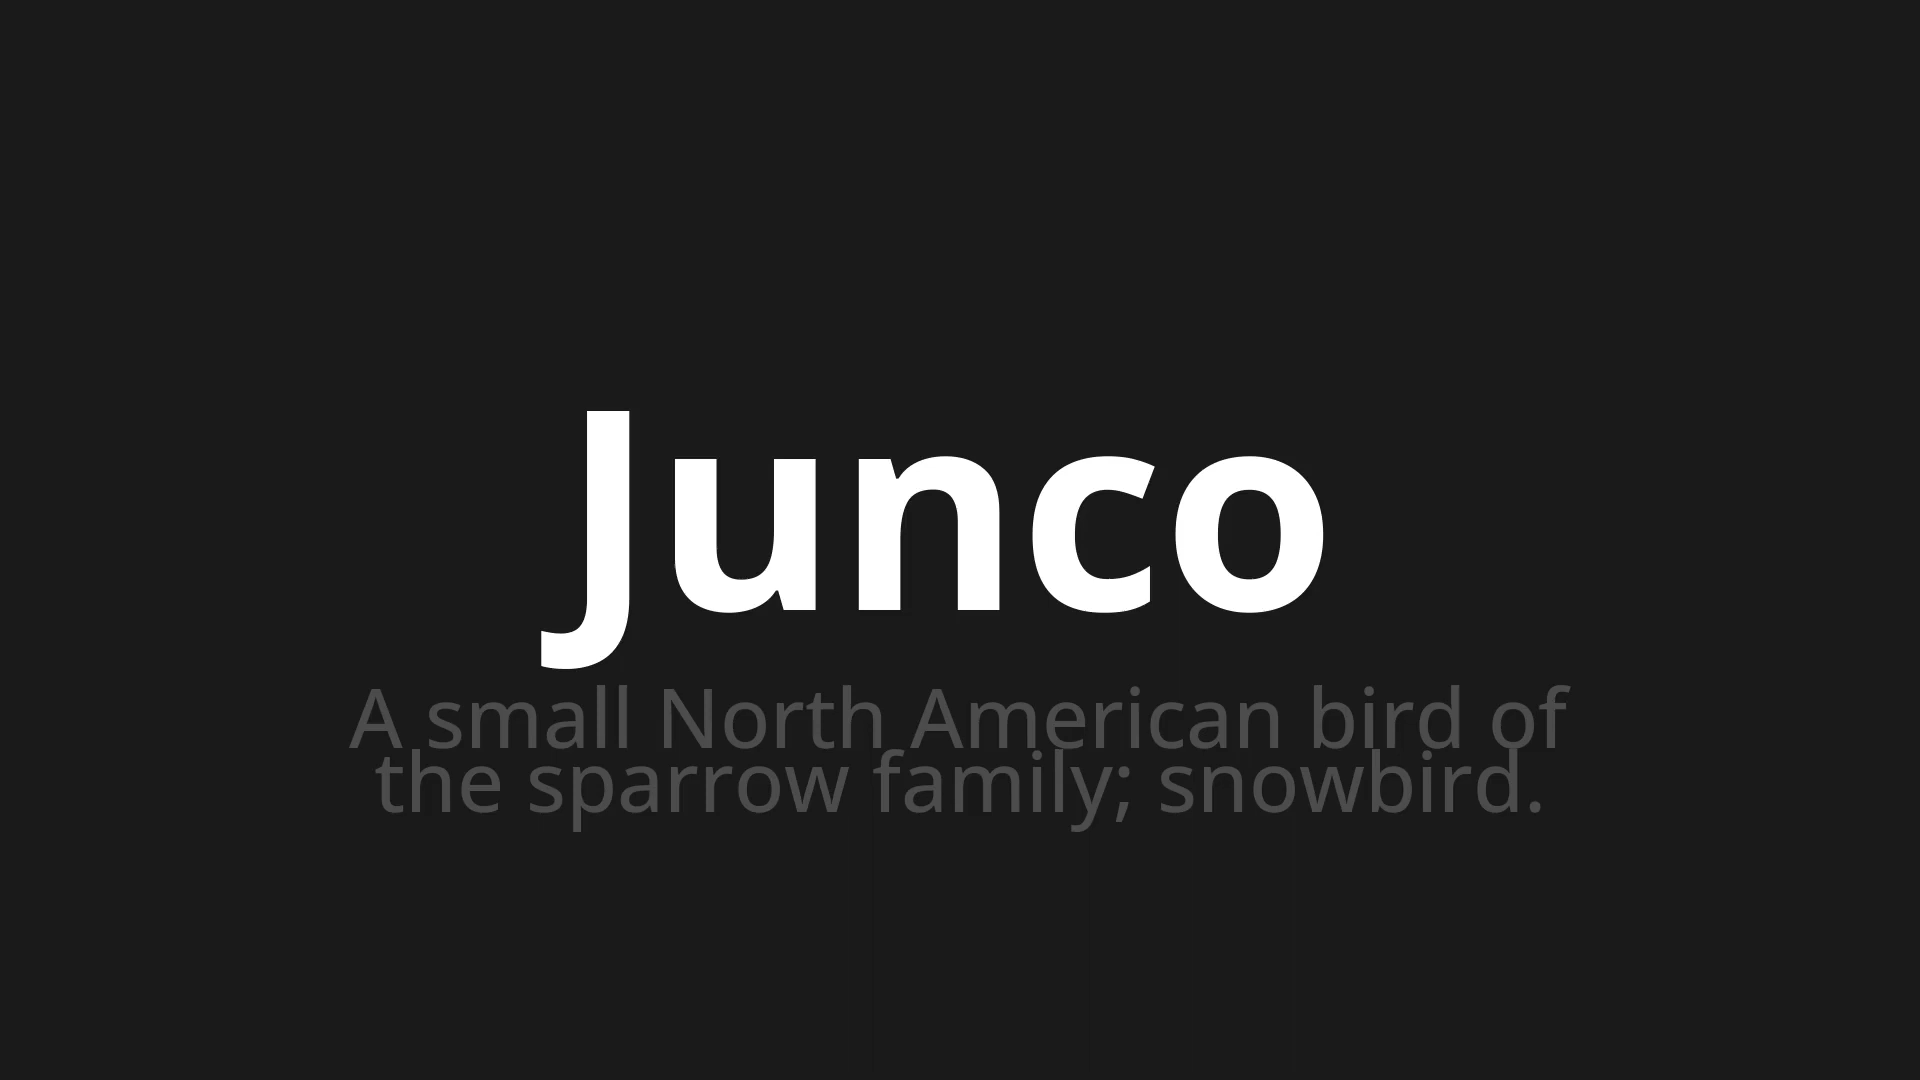 Junco
A small North American bird of
the sparrow family; snowbird.